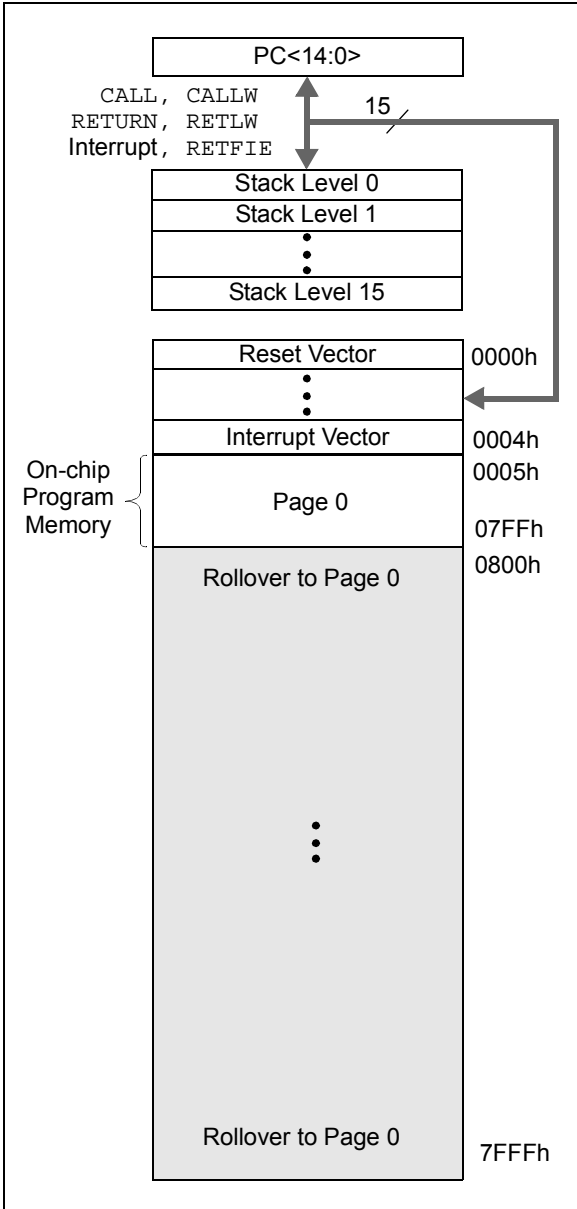 PC<14:0>
CALL, CALLW
15
RETURN, RETLW
Interrupt, RETFIE
Stack Level 0
Stack Level 1
Stack Level 15
Reset Vector
0000h
Interrupt Vector
0004h
On-chip
Program
Memory
0005h
Page 0
07FFh
0800h
Rollover to Page 0
Rollover to Page 0
7FFFh